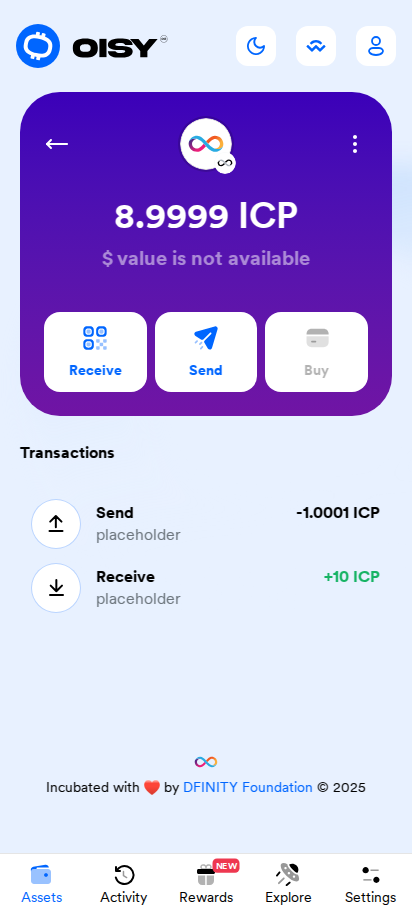 OISY
8.9999 ICP
$ value is not available
Receive
Send
Buy
Transactions
Send
-1.0001 ICP
placeholder
Receive
+10 ICP
placeholder
Incubated with ❤️ by DFINITY Foundation © 2025
NEW
Assets
Activity
Rewards
Explore
Settings